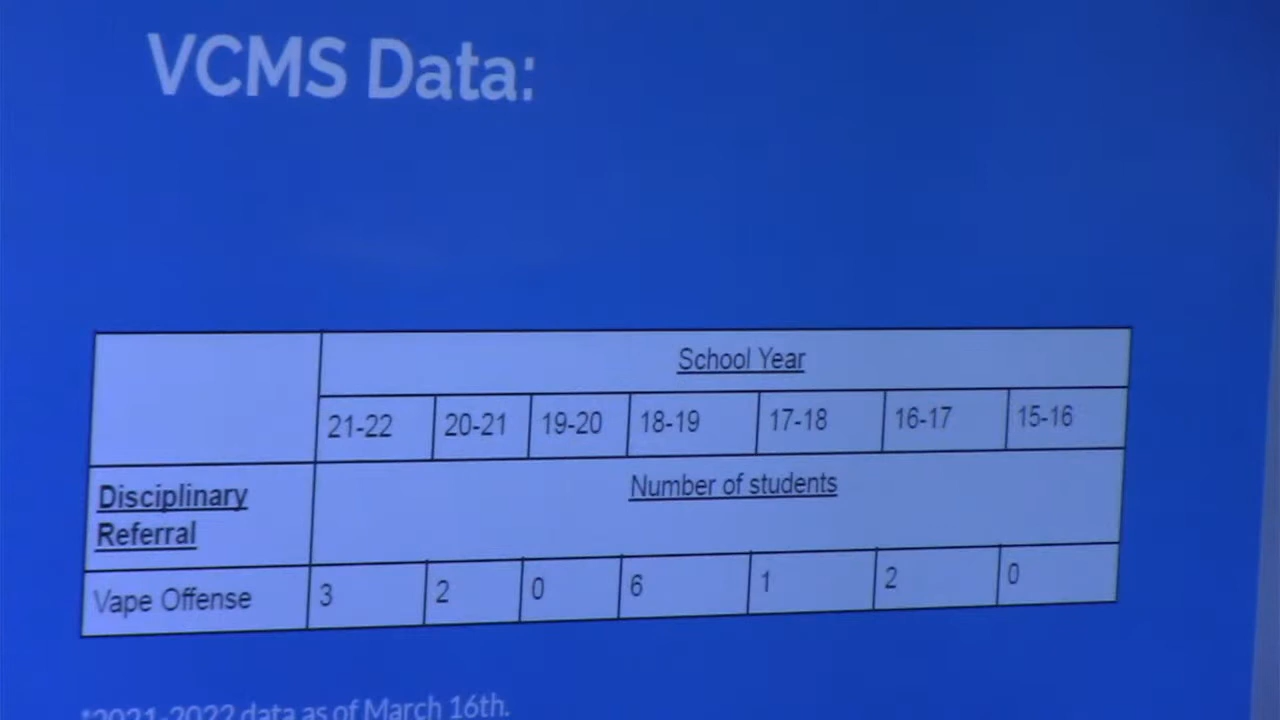 VCMS Data:
School Year
21-22 20-21 19-20 18-19 17-18 16-17 15-16
Disciplinary
Referral
Number of students
Vape Offense 3 2 0 6 1 2 0
*2021-2022 data as of March 16th.